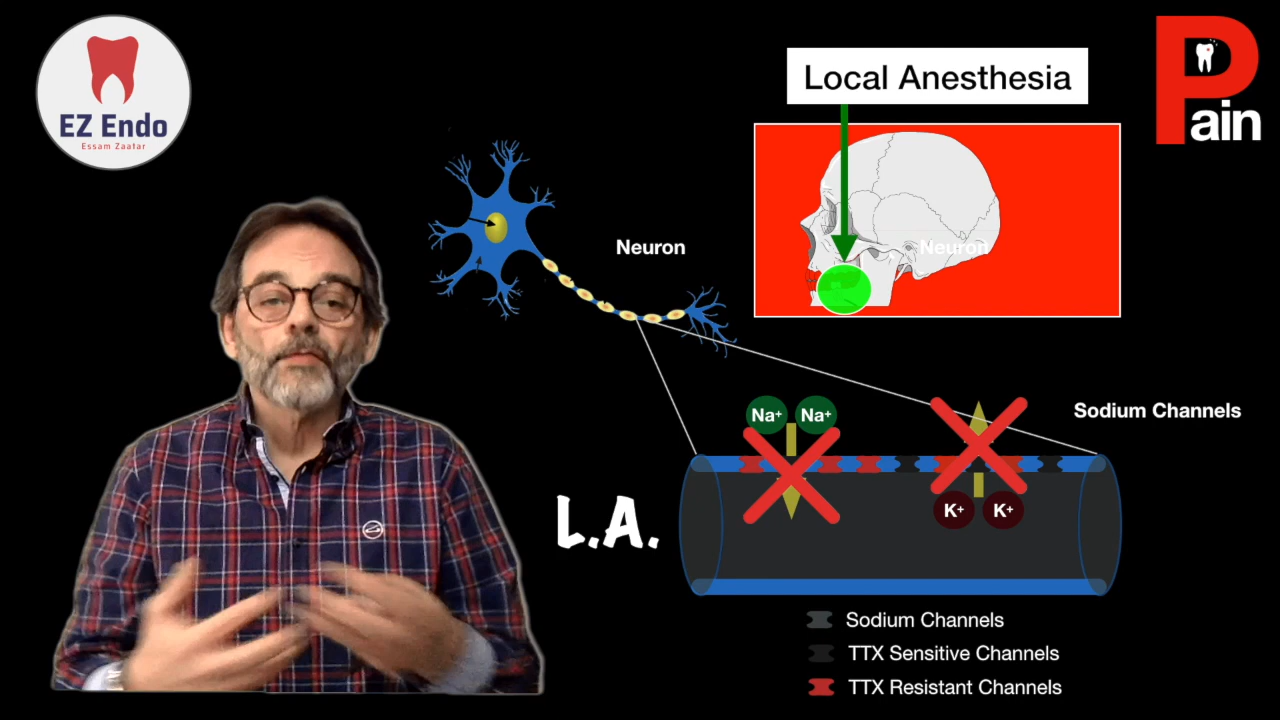 EZ Endo
Essam Zaatar
Local Anesthesia
Pain
Neuron
Neuron
Sodium Channels
Na+ Na+
K+ K+
L.A.
Sodium Channels
TTX Sensitive Channels
TTX Resistant Channels